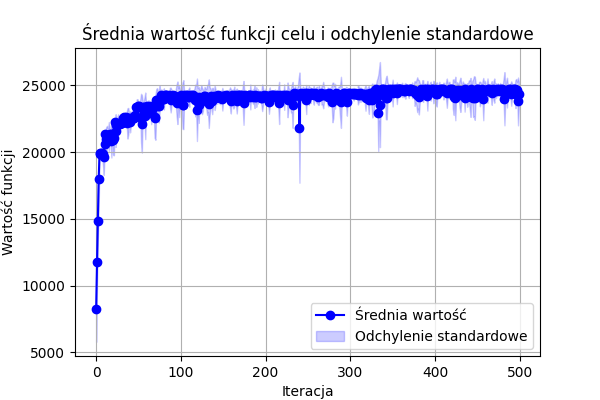 Średnia wartość funkcji celu i odchylenie standardowe
25000
20000
15000
10000
5000
Wartość funkcji
0 100 200 300 400 500
Iteracja
Średnia wartość
Odchylenie standardowe